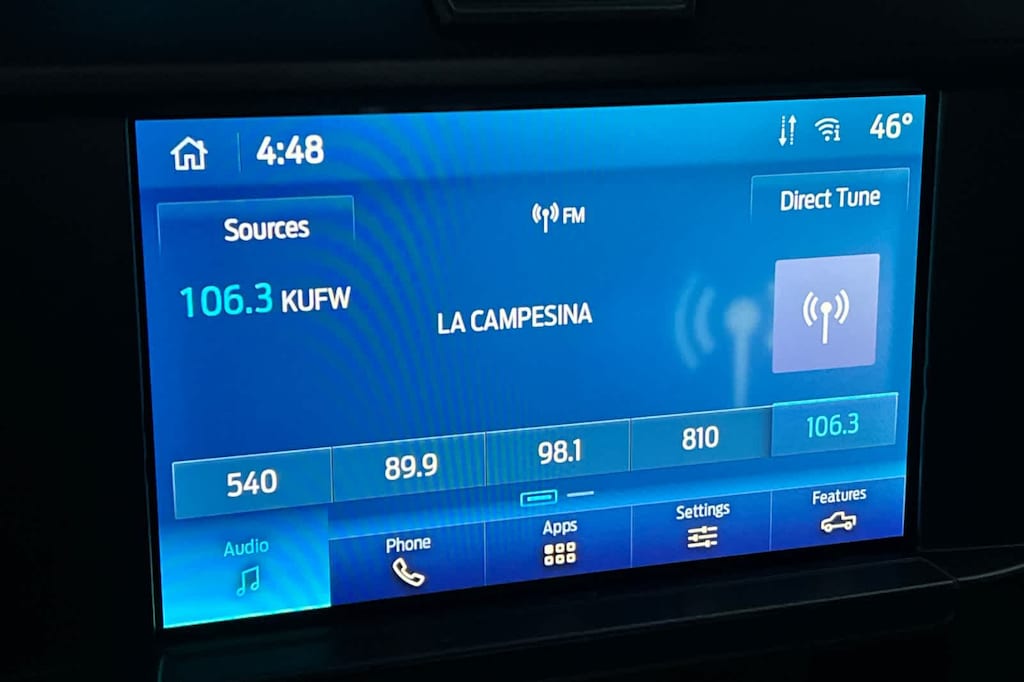 4:48
46°
Sources
FM
Direct Tune
106.3 KUFW
LA CAMPESINA
540
89.9
98.1
810
106.3
Audio
Phone
Apps
Settings
Features